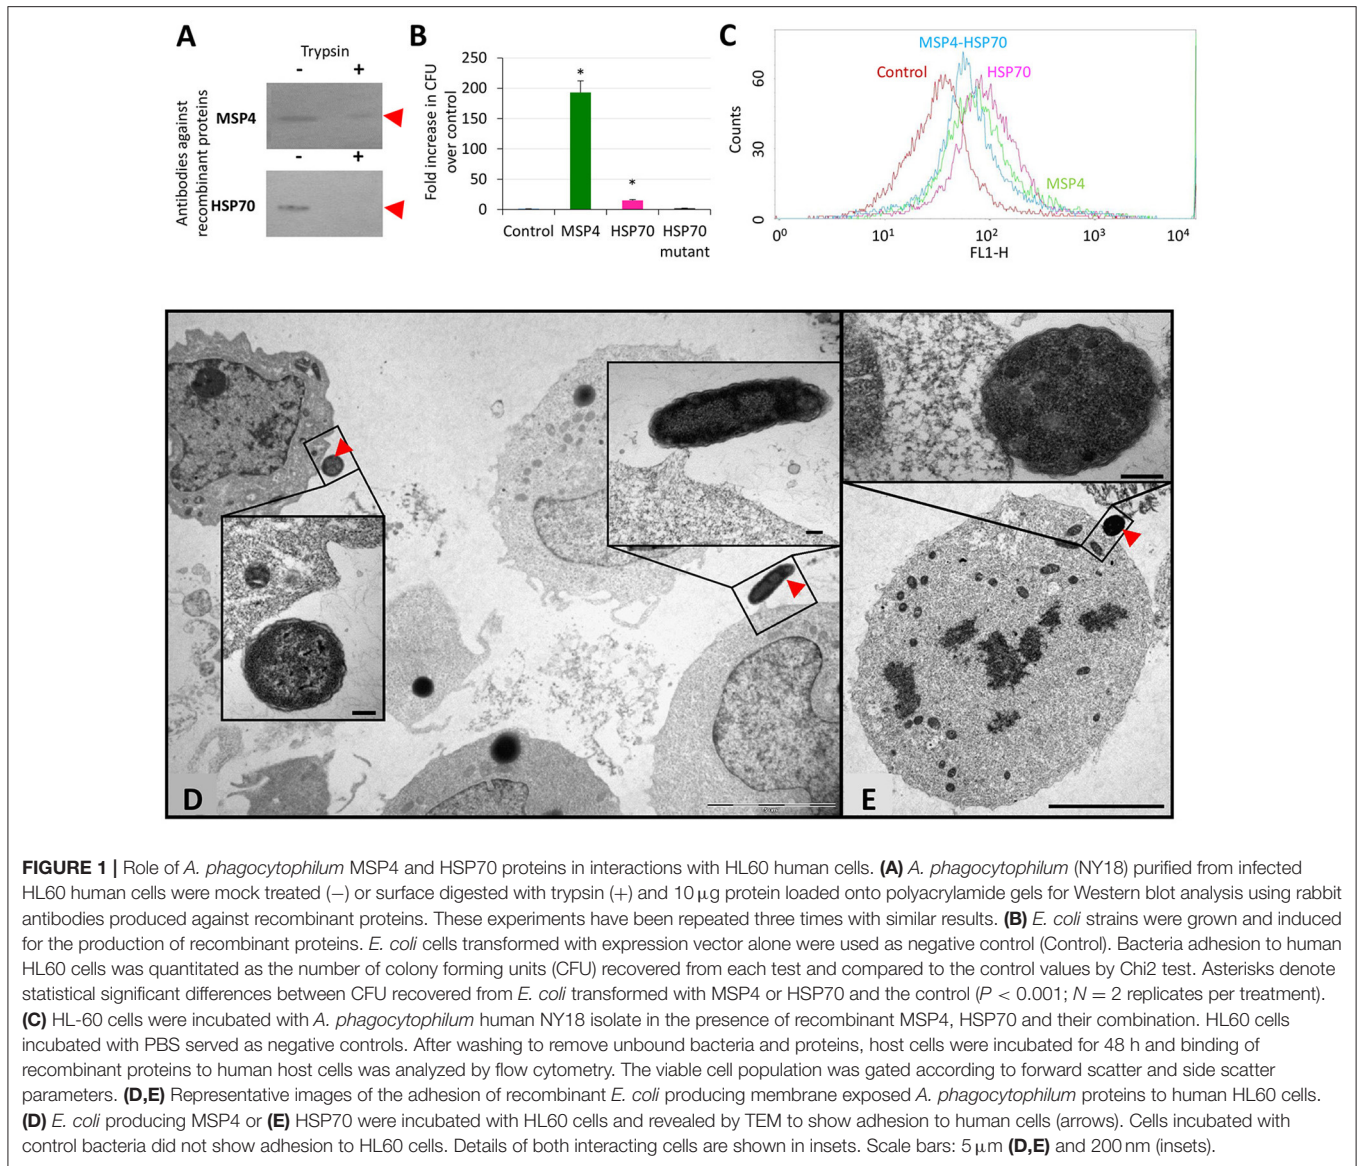 A
Trypsin
- +
Antibodies against
recombinant proteins
MSP4
- +
HSP70
B
Fold increase in CFU
over control
250
200
150
100
50
0
*
*
Control MSP4 HSP70 HSP70
mutant
C
MSP4-HSP70
Control
HSP70
MSP4
Counts
60
30
0
0⁰ 10¹ 10² 10³ 10⁴
FL1-H
D
E
FIGURE 1 | Role of A. phagocytophilum MSP4 and HSP70 proteins in interactions with HL60 human cells. (A) A. phagocytophilum (NY18) purified from infected
HL60 human cells were mock treated (−) or surface digested with trypsin (+) and 10 µg protein loaded onto polyacrylamide gels for Western blot analysis using rabbit
antibodies produced against recombinant proteins. These experiments have been repeated three times with similar results. (B) E. coli strains were grown and induced
for the production of recombinant proteins. E. coli cells transformed with expression vector alone were used as negative control (Control). Bacteria adhesion to human
HL60 cells was quantitated as the number of colony forming units (CFU) recovered from each test and compared to the control values by Chi2 test. Asterisks denote
statistical significant differences between CFU recovered from E. coli transformed with MSP4 or HSP70 and the control (P < 0.001; N = 2 replicates per treatment).
(C) HL-60 cells were incubated with A. phagocytophilum human NY18 isolate in the presence of recombinant MSP4, HSP70 and their combination. HL60 cells
incubated with PBS served as negative controls. After washing to remove unbound bacteria and proteins, host cells were incubated for 48 h and binding of
recombinant proteins to human host cells was analyzed by flow cytometry. The viable cell population was gated according to forward scatter and side scatter
parameters. (D,E) Representative images of the adhesion of recombinant E. coli producing membrane exposed A. phagocytophilum proteins to human HL60 cells.
(D) E. coli producing MSP4 or (E) HSP70 were incubated with HL60 cells and revealed by TEM to show adhesion to human cells (arrows). Cells incubated with
control bacteria did not show adhesion to HL60 cells. Details of both interacting cells are shown in insets. Scale bars: 5 µm (D,E) and 200 nm (insets).